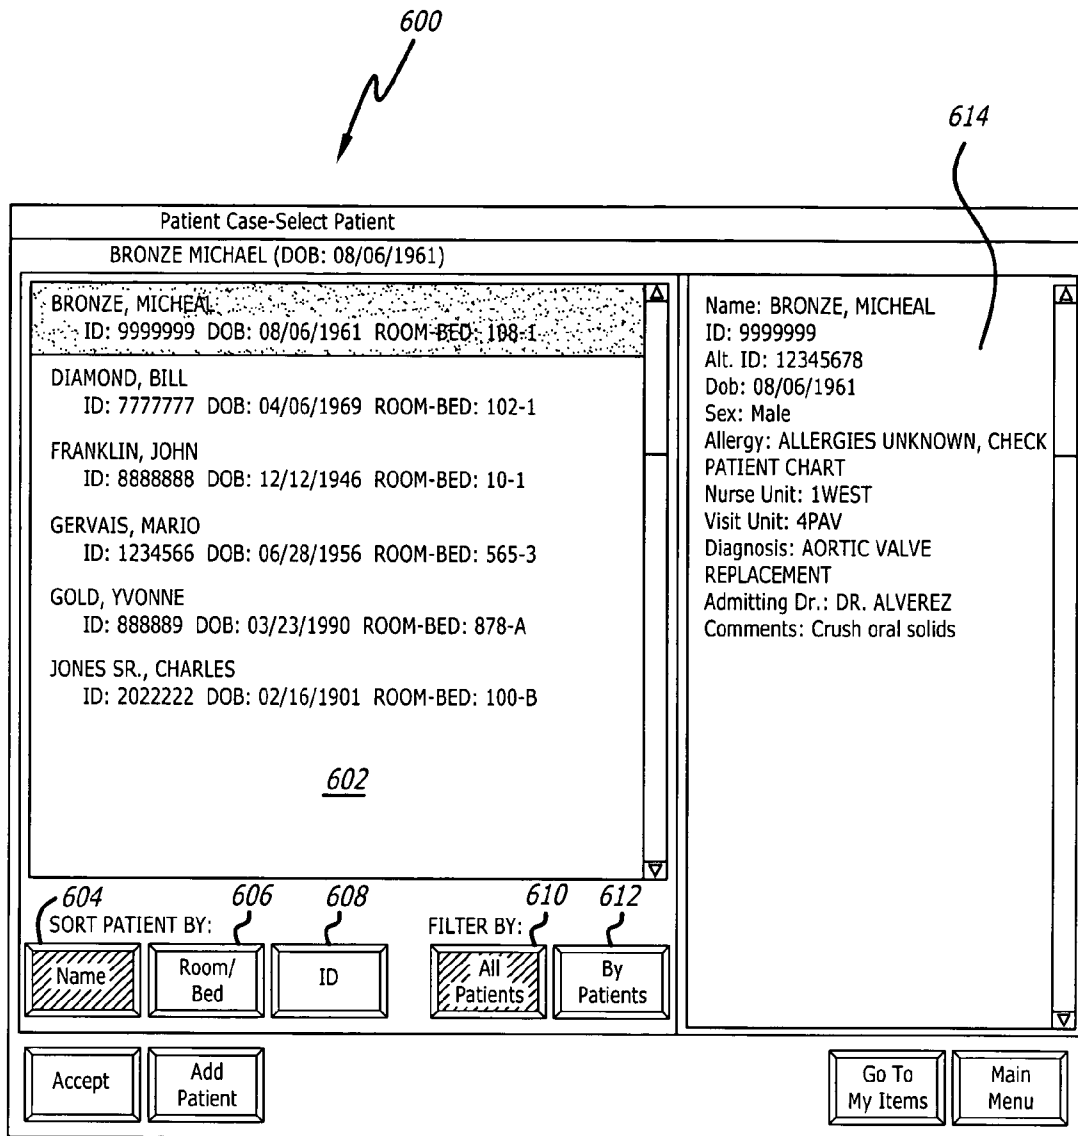 600
614
Patient Case-Select Patient
BRONZE MICHAEL (DOB: 08/06/1961)
BRONZE, MICHEAL
ID: 9999999 DOB: 08/06/1961 ROOM-BED: 108-1
DIAMOND, BILL
ID: 7777777 DOB: 04/06/1969 ROOM-BED: 102-1
FRANKLIN, JOHN
ID: 8888888 DOB: 12/12/1946 ROOM-BED: 10-1
GERVAIS, MARIO
ID: 1234566 DOB: 06/28/1956 ROOM-BED: 565-3
GOLD, YVONNE
ID: 888889 DOB: 03/23/1990 ROOM-BED: 878-A
JONES SR., CHARLES
ID: 2022222 DOB: 02/16/1901 ROOM-BED: 100-B
602
Name: BRONZE, MICHEAL
ID: 9999999
Alt. ID: 12345678
Dob: 08/06/1961
Sex: Male
Allergy: ALLERGIES UNKNOWN, CHECK
PATIENT CHART
Nurse Unit: 1WEST
Visit Unit: 4PAV
Diagnosis: AORTIC VALVE
REPLACEMENT
Admitting Dr.: DR. ALVEREZ
Comments: Crush oral solids
604 606 608 610 612
SORT PATIENT BY: FILTER BY:
Name
Room/
Bed
ID
All
Patients
By
Patients
Accept
Add
Patient
Go To
My Items
Main
Menu